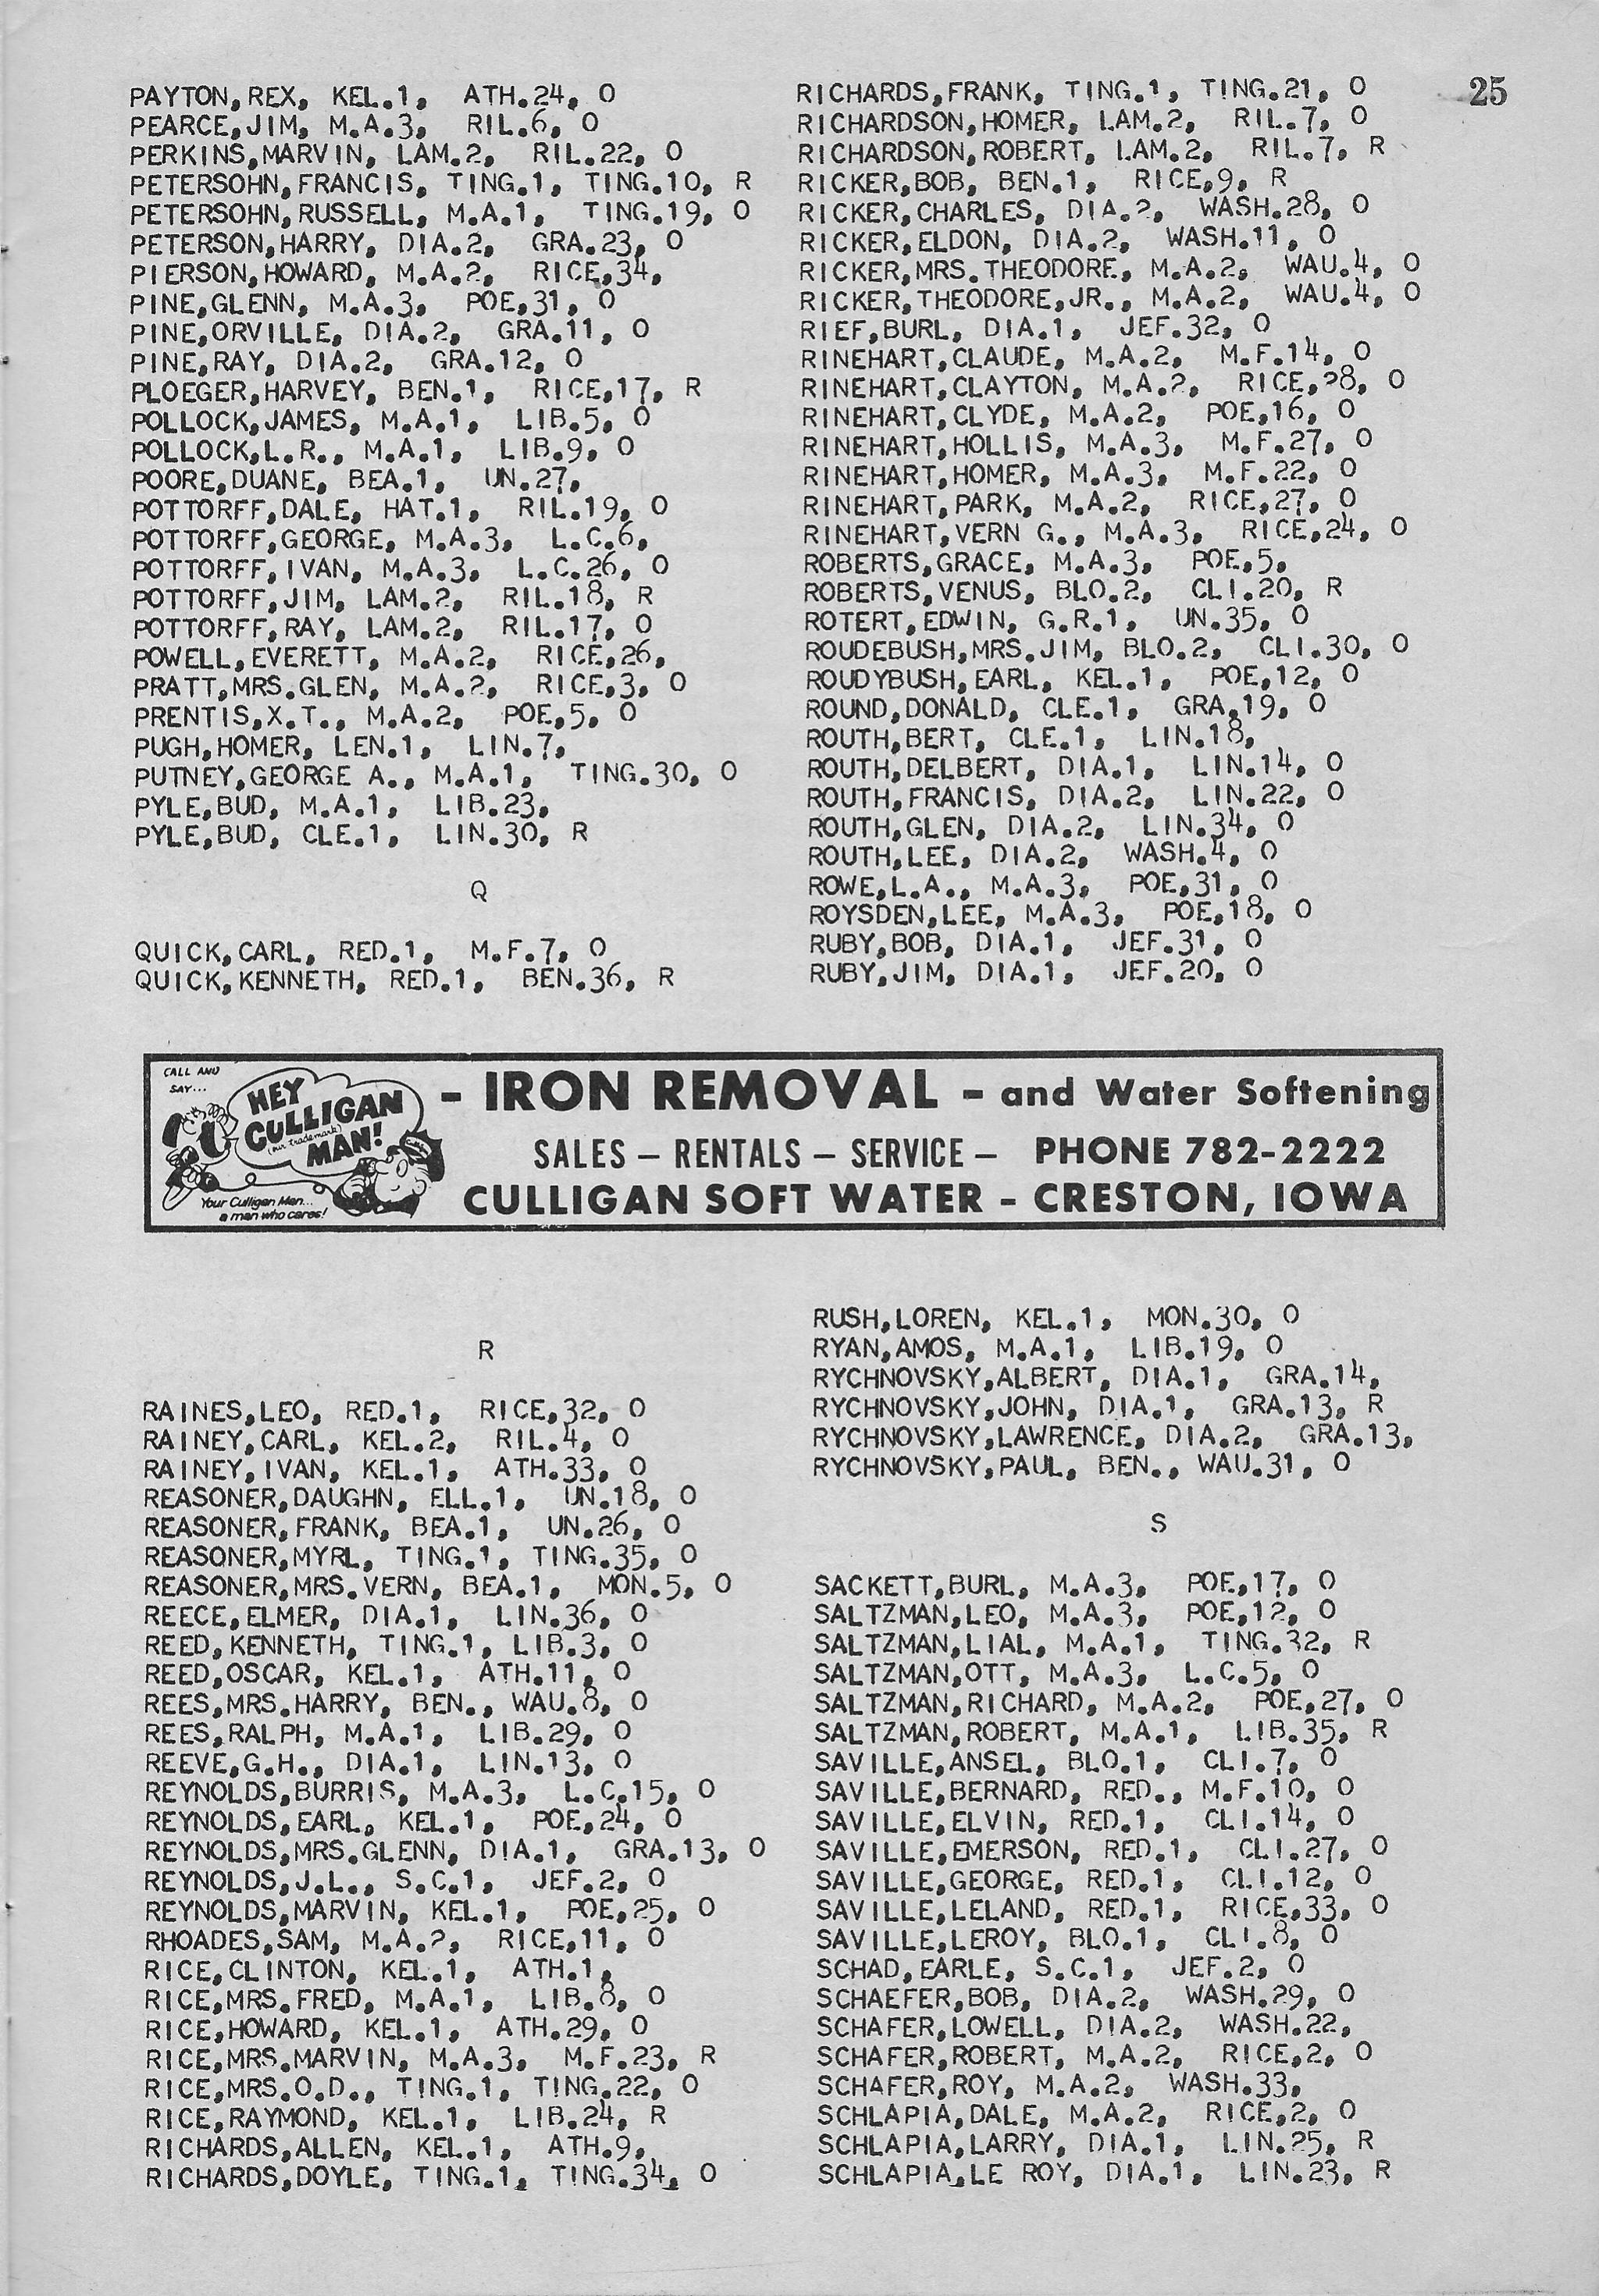 25
PAYTON,REX, KEL.1, ATH.24, O
PEARCE,JIM, M.A.3, RIL.6, O
PERKINS,MARVIN, LAM.2, RIL.22, O
PETERSOHN,FRANCIS, TING.1, TING.10, R
PETERSOHN,RUSSELL, M.A.1, TING.19, O
PETERSON,HARRY, DIA.2, GRA.23, O
PIERSON,HOWARD, M.A.2, RICE,34,
PINE,GLENN, M.A.3, POE,31, O
PINE,ORVILLE, DIA.2, GRA.11, O
PINE,RAY, DIA.2, GRA.12, O
PLOEGER,HARVEY, BEN.1, RICE,17, R
POLLOCK,JAMES, M.A.1, LIB.5, O
POLLOCK,L.R., M.A.1, LIB.9, O
POORE,DUANE, BEA.1, UN.27,
POTTORFF,DALE, HAT.1, RIL.19, O
POTTORFF,GEORGE, M.A.3, L.C.6,
POTTORFF,IVAN, M.A.3, L.C.26, O
POTTORFF,JIM, LAM.2, RIL.18, R
POTTORFF,RAY, LAM.2, RIL.17, O
POWELL,EVERETT, M.A.2, RICE,26,
PRATT,MRS.GLEN, M.A.2, RICE,3, O
PRENTIS,X.T., M.A.2, POE,5, O
PUGH,HOMER, LEN.1, LIN.7,
PUTNEY,GEORGE A., M.A.1, TING.30, O
PYLE,BUD, M.A.1, LIB.23,
PYLE,BUD, CLE.1, LIN.30, R
Q
QUICK,CARL, RED.1, M.F.7, O
QUICK,KENNETH, RED.1, BEN.36, R
RICHARDS,FRANK, TING.1, TING.21, O
RICHARDSON,HOMER, LAM.2, RIL.7, O
RICHARDSON,ROBERT, LAM.2, RIL.7, R
RICKER,BOB, BEN.1, RICE,9, R
RICKER,CHARLES, DIA.2, WASH.28, O
RICKER,ELDON, DIA.2, WASH.11, O
RICKER,MRS.THEODORE, M.A.2, WAU.4, O
RICKER,THEODORE,JR., M.A.2, WAU.4, O
RIEF,BURL, DIA.1, JEF.32, O
RINEHART,CLAUDE, M.A.2, M.F.14, O
RINEHART,CLAYTON, M.A.2, RICE,28, O
RINEHART,CLYDE, M.A.2, POE,16, O
RINEHART,HOLLIS, M.A.3, M.F.27, O
RINEHART,HOMER, M.A.3, M.F.22, O
RINEHART,PARK, M.A.2, RICE,27, O
RINEHART,VERN G., M.A.3, RICE,24, O
ROBERTS,GRACE, M.A.3, POE,5,
ROBERTS,VENUS, BLO.2, CLI.20, R
ROTERT,EDWIN, G.R.1, UN.35, O
ROUDEBUSH,MRS.JIM, BLO.2, CLI.30, O
ROUDYBUSH,EARL, KEL.1, POE,12, O
ROUND,DONALD, CLE.1, GRA.19, O
ROUTH,BERT, CLE.1, LIN.18,
ROUTH,DELBERT, DIA.1, LIN.14, O
ROUTH,FRANCIS, DIA.2, LIN.22, O
ROUTH,GLEN, DIA.2, LIN.34, O
ROUTH,LEE, DIA.2, WASH.4, O
ROWE,L.A., M.A.3, POE,31, O
ROYSDEN,LEE, M.A.3, POE,18, O
RUBY,BOB, DIA.1, JEF.31, O
RUBY,JIM, DIA.1, JEF.20, O
CALL AND
SAY...
HEY
CULLIGAN
(our trademark)
MAN!
Your Culligan Man...
a man who cares!
- IRON REMOVAL - and Water Softening
SALES - RENTALS - SERVICE - PHONE 782-2222
CULLIGAN SOFT WATER - CRESTON, IOWA
R
RAINES,LEO, RED.1, RICE,32, O
RAINEY,CARL, KEL.2, RIL.4, O
RAINEY,IVAN, KEL.1, ATH.33, O
REASONER,DAUGHN, ELL.1, UN.18, O
REASONER,FRANK, BEA.1, UN.26, O
REASONER,MYRL, TING.1, TING.35, O
REASONER,MRS.VERN, BEA.1, MON.5, O
REECE,ELMER, DIA.1, LIN.36, O
REED,KENNETH, TING.1, LIB.3, O
REED,OSCAR, KEL.1, ATH.11, O
REES,MRS.HARRY, BEN., WAU.8, O
REES,RALPH, M.A.1, LIB.29, O
REEVE,G.H., DIA.1, LIN.13, O
REYNOLDS,BURRIS, M.A.3, L.C.15, O
REYNOLDS,EARL, KEL.1, POE,24, O
REYNOLDS,MRS.GLENN, DIA.1, GRA.13, O
REYNOLDS,J.L., S.C.1, JEF.2, O
REYNOLDS,MARVIN, KEL.1, POE,25, O
RHOADES,SAM, M.A.2, RICE,11, O
RICE,CLINTON, KEL.1, ATH.1,
RICE,MRS.FRED, M.A.1, LIB.8, O
RICE,HOWARD, KEL.1, ATH.29, O
RICE,MRS.MARVIN, M.A.3, M.F.23, R
RICE,MRS.O.D., TING.1, TING.22, O
RICE,RAYMOND, KEL.1, LIB.24, R
RICHARDS,ALLEN, KEL.1, ATH.9,
RICHARDS,DOYLE, TING.1, TING.34, O
RUSH,LOREN, KEL.1, MON.30, O
RYAN,AMOS, M.A.1, LIB.19, O
RYCHNOVSKY,ALBERT, DIA.1, GRA.14,
RYCHNOVSKY,JOHN, DIA.1, GRA.13, R
RYCHNOVSKY,LAWRENCE, DIA.2, GRA.13,
RYCHNOVSKY,PAUL, BEN., WAU.31, O
S
SACKETT,BURL, M.A.3, POE,17, O
SALTZMAN,LEO, M.A.3, POE,12, O
SALTZMAN,LIAL, M.A.1, TING.32, R
SALTZMAN,OTT, M.A.3, L.C.5, O
SALTZMAN,RICHARD, M.A.2, POE,27, O
SALTZMAN,ROBERT, M.A.1, LIB.35, R
SAVILLE,ANSEL, BLO.1, CLI.7, O
SAVILLE,BERNARD, RED., M.F.10, O
SAVILLE,ELVIN, RED.1, CLI.14, O
SAVILLE,EMERSON, RED.1, CLI.27, O
SAVILLE,GEORGE, RED.1, CLI.12, O
SAVILLE,LELAND, RED.1, RICE,33, O
SAVILLE,LEROY, BLO.1, CLI.8, O
SCHAD,EARLE, S.C.1, JEF.2, O
SCHAEFER,BOB, DIA.2, WASH.29, O
SCHAFER,LOWELL, DIA.2, WASH.22,
SCHAFER,ROBERT, M.A.2, RICE,2, O
SCHAFER,ROY, M.A.2, WASH.33,
SCHLAPIA,DALE, M.A.2, RICE,2, O
SCHLAPIA,LARRY, DIA.1, LIN.25, R
SCHLAPIA,LE ROY, DIA.1, LIN.23, R